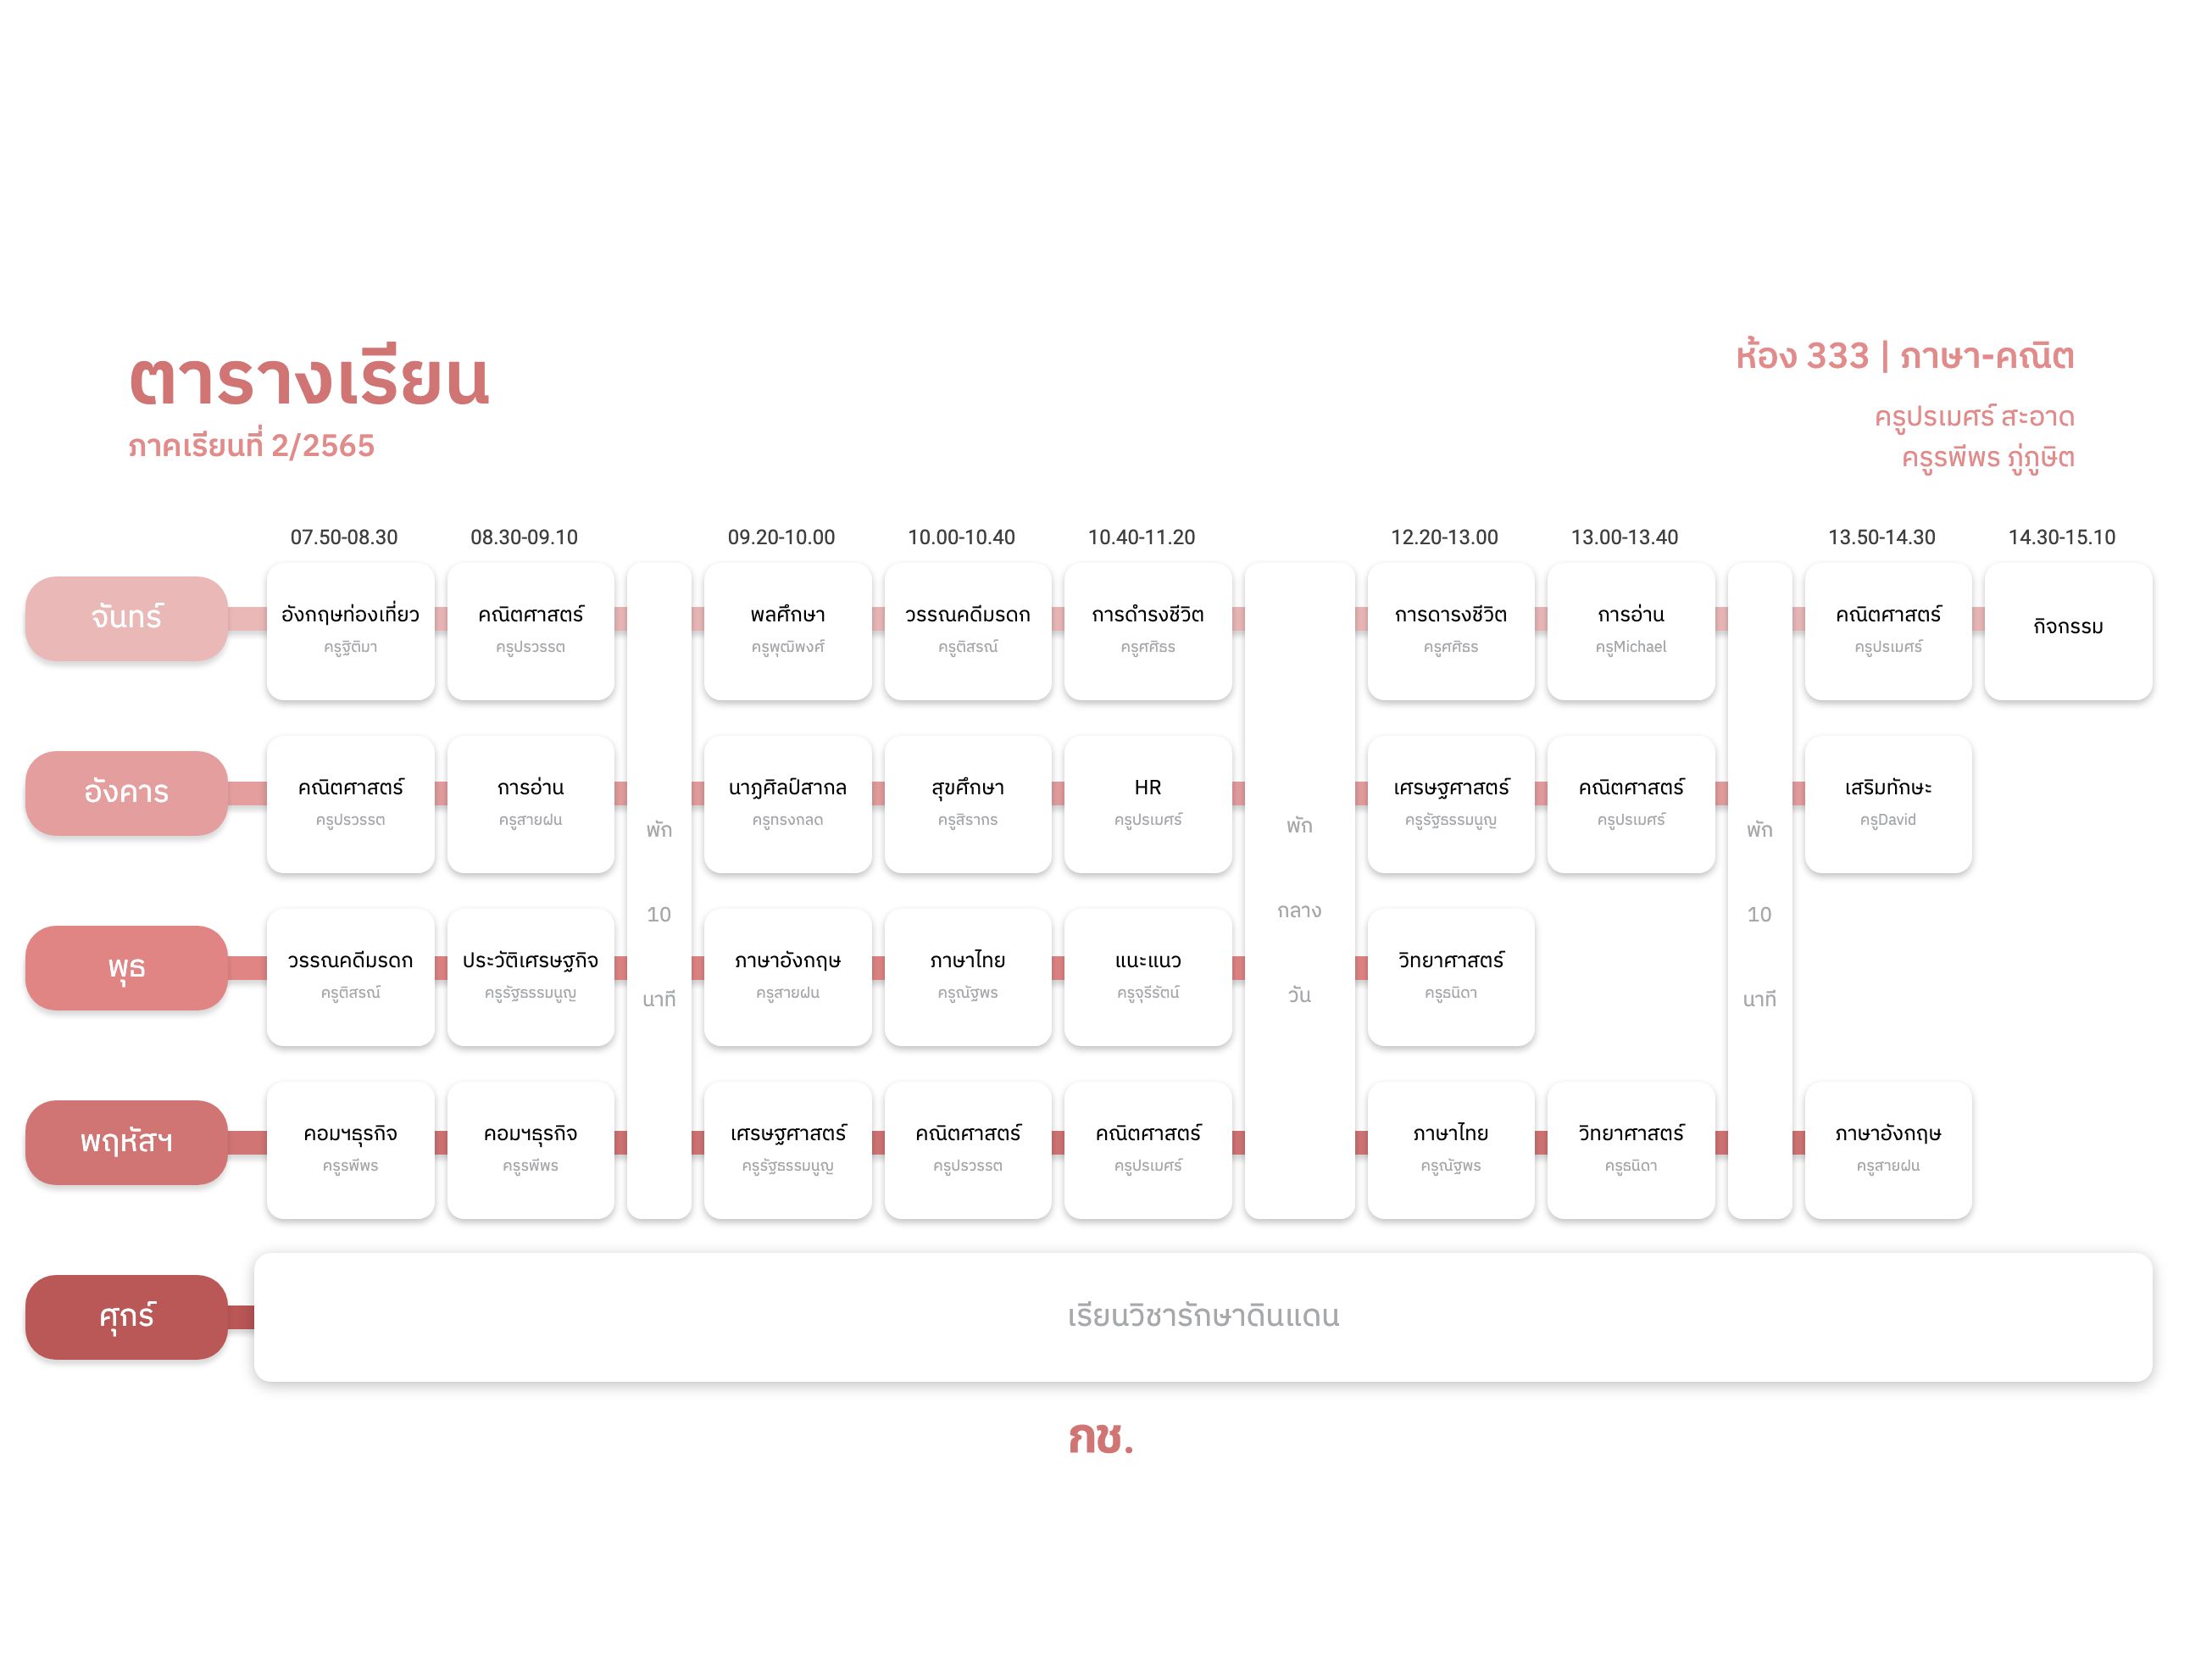 ตารางเรียน
ภาคเรียนที่ 2/2565
ห้อง 333 | ภาษา-คณิต
ครูปรเมศร์ สะอาด
ครูรพีพร ภู่ภูษิต
07.50-08.30 08.30-09.10 09.20-10.00 10.00-10.40 10.40-11.20 12.20-13.00 13.00-13.40 13.50-14.30 14.30-15.10
จันทร์
อังกฤษท่องเที่ยว คณิตศาสตร์ พลศึกษา วรรณคดีมรดก การดำรงชีวิต การดารงชีวิต การอ่าน คณิตศาสตร์ กิจกรรม
ครูฐิติมา ครูปรวรรต ครูพุฒิพงศ์ ครูติสรณ์ ครูศศิธร ครูศศิธร ครูMichael ครูปรเมศร์
อังคาร
คณิตศาสตร์ การอ่าน นาฏศิลป์สากล สุขศึกษา HR เศรษฐศาสตร์ คณิตศาสตร์ เสริมทักษะ
ครูปรวรรต ครูสายฝน ครูทรงกลด ครูสิรากร ครูปรเมศร์ ครูรัฐธรรมนูญ ครูปรเมศร์ ครูDavid
พัก
10
นาที
พัก
กลาง
วัน
พัก
10
นาที
พุธ
วรรณคดีมรดก ประวัติเศรษฐกิจ ภาษาอังกฤษ ภาษาไทย แนะแนว วิทยาศาสตร์
ครูติสรณ์ ครูรัฐธรรมนูญ ครูสายฝน ครูณัฐพร ครูจุรีรัตน์ ครูธนิดา
พฤหัสฯ
คอมฯธุรกิจ คอมฯธุรกิจ เศรษฐศาสตร์ คณิตศาสตร์ คณิตศาสตร์ ภาษาไทย วิทยาศาสตร์ ภาษาอังกฤษ
ครูรพีพร ครูรพีพร ครูรัฐธรรมนูญ ครูปรวรรต ครูปรเมศร์ ครูณัฐพร ครูธนิดา ครูสายฝน
ศุกร์
เรียนวิชารักษาดินแดน
กช.